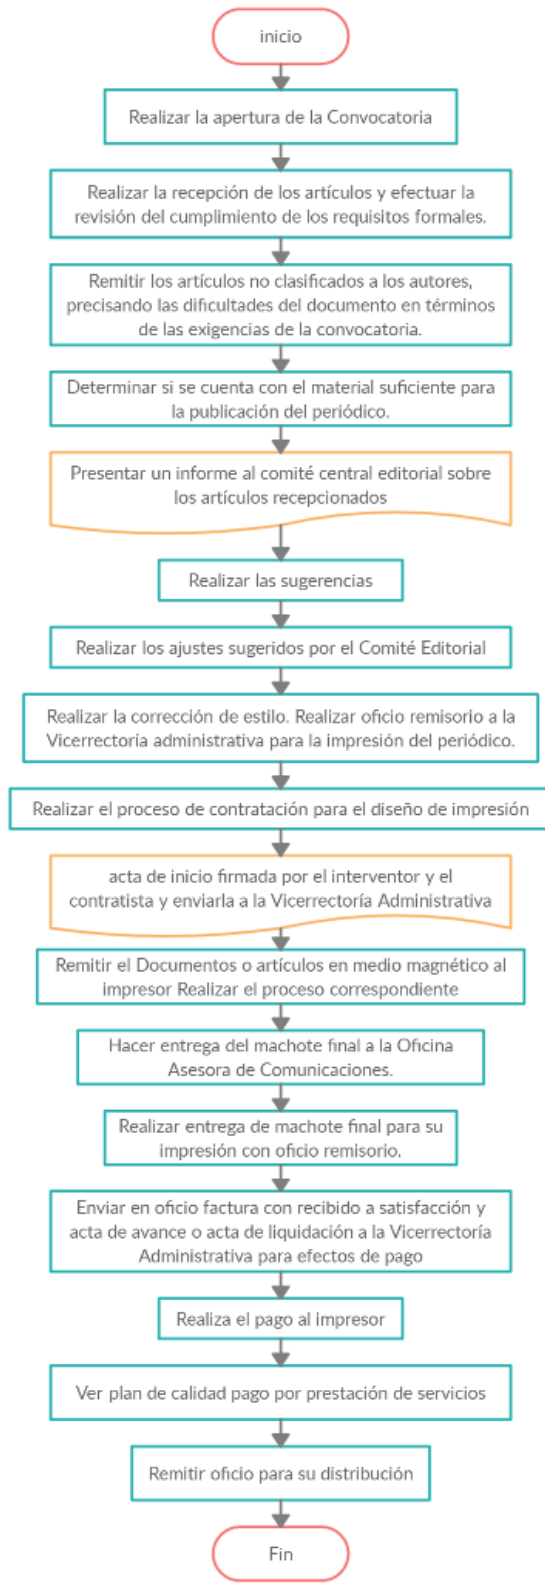 inicio
Realizar la apertura de la Convocatoria
Realizar la recepción de los artículos y efectuar la
revisión del cumplimiento de los requisitos formales.
Remitir los artículos no clasificados a los autores,
precisando las dificultades del documento en términos
de las exigencias de la convocatoria.
Determinar si se cuenta con el material suficiente para
la publicación del periódico.
Presentar un informe al comité central editorial sobre
los artículos recepcionados
Realizar las sugerencias
Realizar los ajustes sugeridos por el Comité Editorial
Realizar la corrección de estilo. Realizar oficio remisorio a la
Vicerrectoría administrativa para la impresión del periódico.
Realizar el proceso de contratación para el diseño de impresión
acta de inicio firmada por el interventor y el
contratista y enviarla a la Vicerrectoría Administrativa
Remitir el Documentos o artículos en medio magnético al
impresor Realizar el proceso correspondiente
Hacer entrega del machote final a la Oficina
Asesora de Comunicaciones.
Realizar entrega de machote final para su
impresión con oficio remisorio.
Enviar en oficio factura con recibido a satisfacción y
acta de avance o acta de liquidación a la Vicerrectoría
Administrativa para efectos de pago
Realiza el pago al impresor
Ver plan de calidad pago por prestación de servicios
Remitir oficio para su distribución
Fin